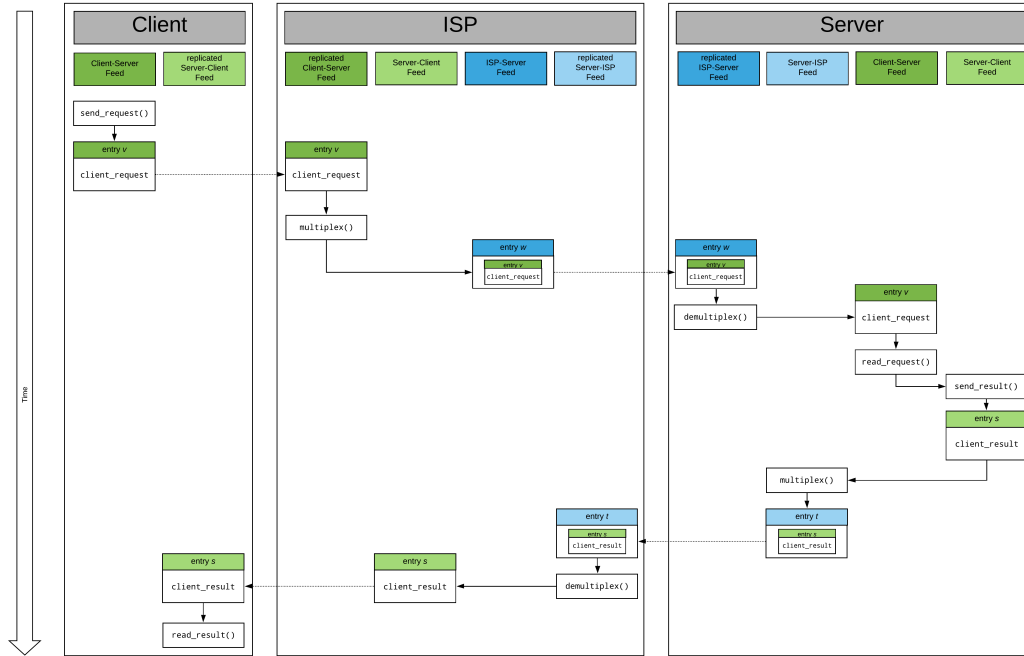 Client
ISP
Server
Client-Server
Feed
replicated
Server-Client
Feed
replicated
Client-Server
Feed
Server-Client
Feed
ISP-Server
Feed
replicated
Server-ISP
Feed
replicated
ISP-Server
Feed
Server-ISP
Feed
Client-Server
Feed
Server-Client
Feed
send_request()
entry v
client_request
entry v
client_request
multiplex()
entry w
entry v
client_request
entry w
entry v
client_request
demultiplex()
entry v
client_request
read_request()
send_result()
entry s
client_result
multiplex()
entry t
entry s
client_result
entry t
entry s
client_result
demultiplex()
entry s
client_result
entry s
client_result
read_result()
Time